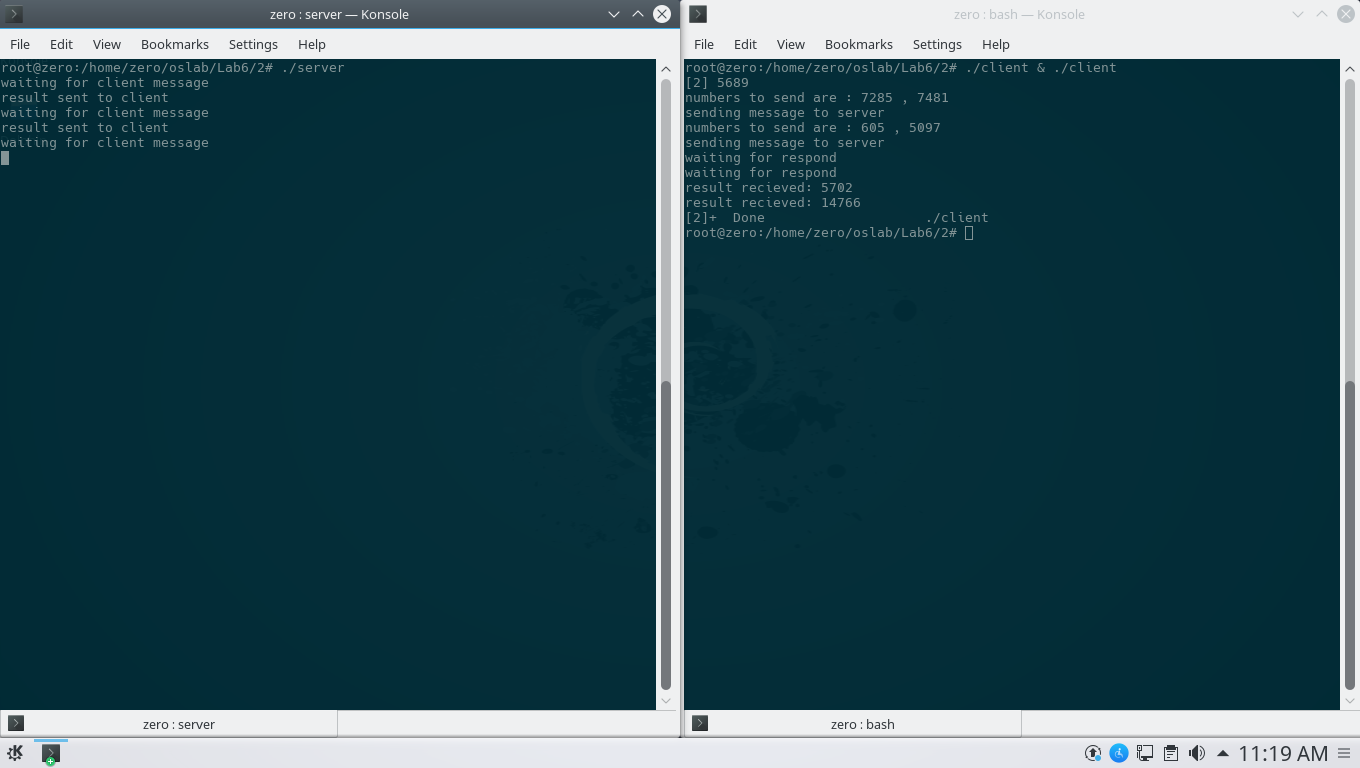 zero : server — Konsole
File Edit View Bookmarks Settings Help
root@zero:/home/zero/oslab/Lab6/2# ./server
waiting for client message
result sent to client
waiting for client message
result sent to client
waiting for client message
zero : server
zero : bash — Konsole
File Edit View Bookmarks Settings Help
root@zero:/home/zero/oslab/Lab6/2# ./client & ./client
[2] 5689
numbers to send are : 7285 , 7481
sending message to server
numbers to send are : 605 , 5097
sending message to server
waiting for respond
waiting for respond
result recieved: 5702
result recieved: 14766
[2]+  Done                    ./client
root@zero:/home/zero/oslab/Lab6/2#
zero : bash
11:19 AM